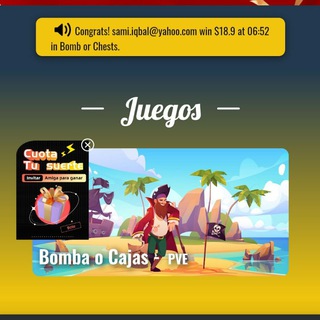 Congrats! sami.iqbal@yahoo.com win $18.9 at 06:52
in Bomb or Chests.
Juegos
Cuota
Tu suerte
Invitar Amiga para ganar
Bomba o Cajas - PVE